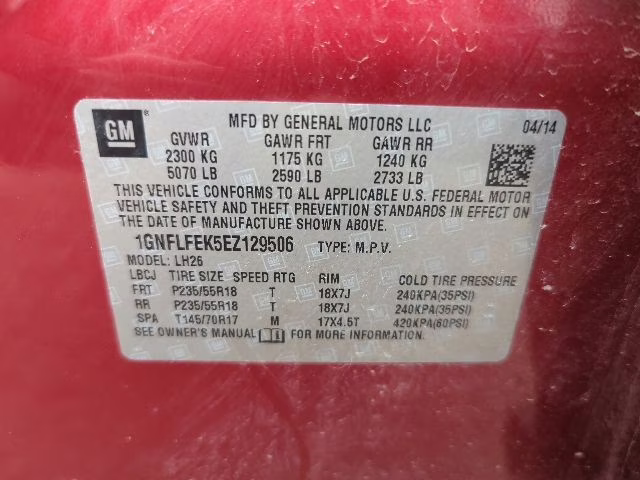 GM
MFD BY GENERAL MOTORS LLC 04/14
GVWR GAWR FRT GAWR RR
2300 KG 1175 KG 1240 KG
5070 LB 2590 LB 2733 LB
THIS VEHICLE CONFORMS TO ALL APPLICABLE U.S. FEDERAL MOTOR
VEHICLE SAFETY AND THEFT PREVENTION STANDARDS IN EFFECT ON
THE DATE OF MANUFACTURE SHOWN ABOVE.
1GNFLFEK5EZ129506 TYPE: M.P.V.
MODEL: LH26
LBCJ TIRE SIZE SPEED RTG RIM COLD TIRE PRESSURE
FRT P235/55R18 T 18X7J 240KPA(35PSI)
RR P235/55R18 T 18X7J 240KPA(35PSI)
SPA T145/70R17 M 17X4.5T 420KPA(60PSI)
SEE OWNER'S MANUAL FOR MORE INFORMATION.